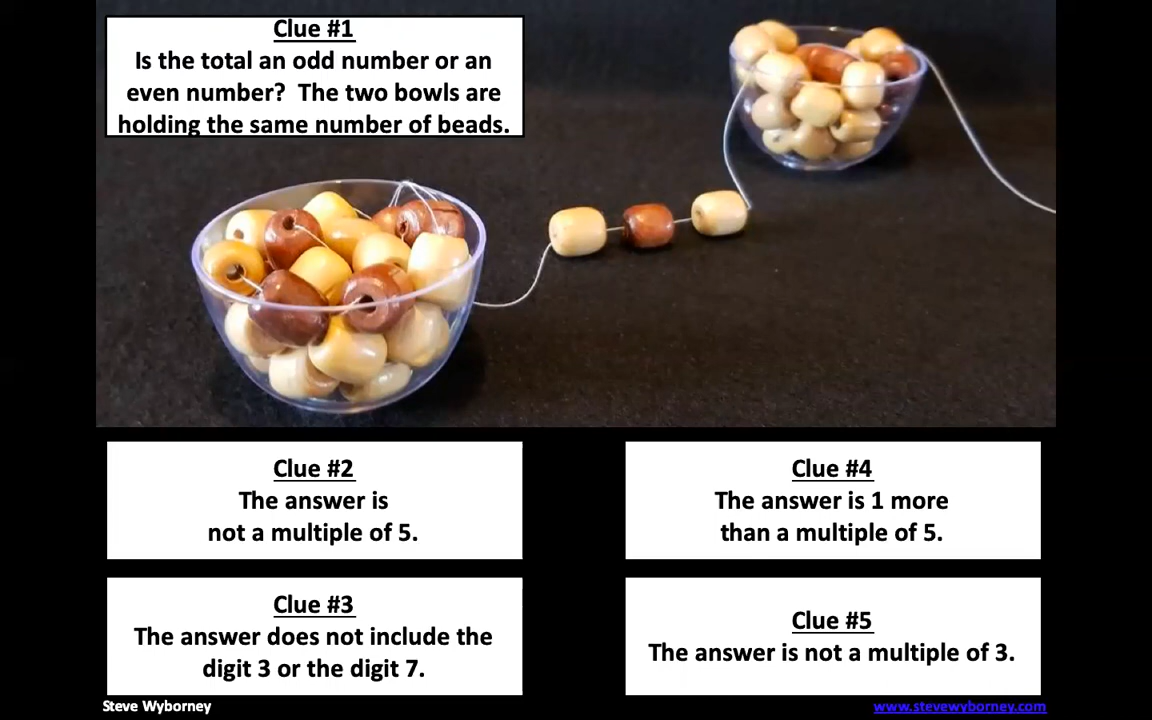 Clue #1
Is the total an odd number or an
even number?  The two bowls are
holding the same number of beads.
Clue #2
The answer is
not a multiple of 5.
Clue #4
The answer is 1 more
than a multiple of 5.
Clue #3
The answer does not include the
digit 3 or the digit 7.
Clue #5
The answer is not a multiple of 3.
Steve Wyborney
www.stevewyborney.com